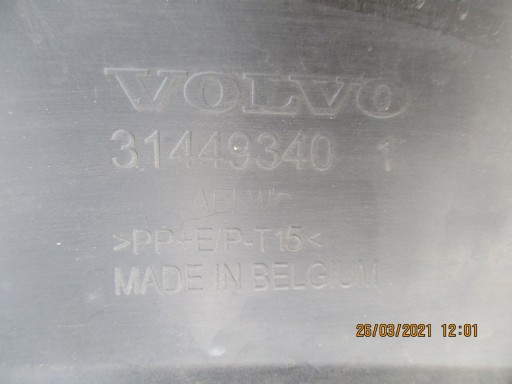 VOLVO
31449340 1
>PP+E/P-T15<
MADE IN BELGIUM
26/03/2021 12:01